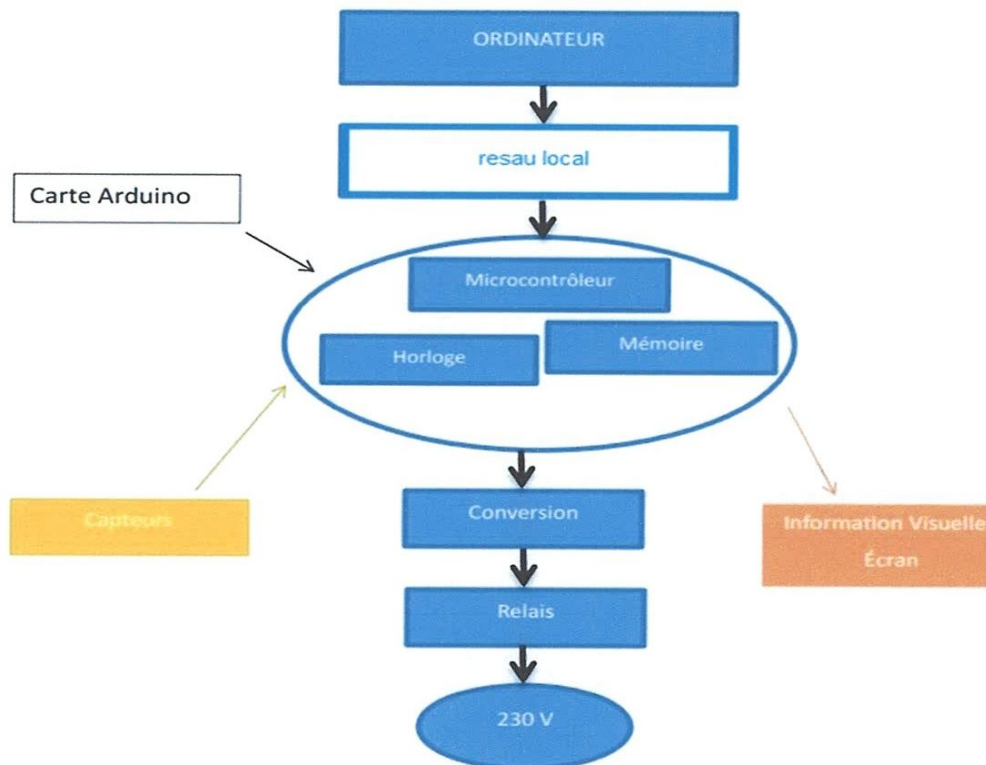 ORDINATEUR
resau local
Carte Arduino
Microcontrôleur
Horloge
Mémoire
Capteurs
Conversion
Information Visuelle
Écran
Relais
230 V